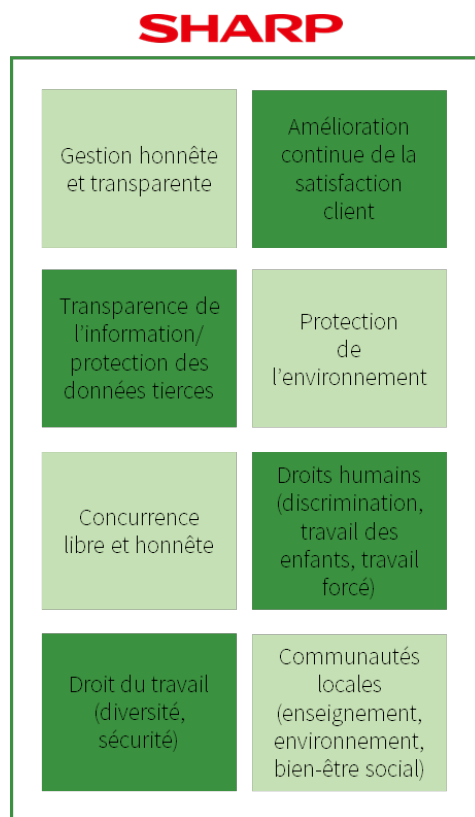 SHARP
Gestion honnête
et transparente
Amélioration
continue de la
satisfaction
client
Transparence de
l'information/
protection des
données tierces
Protection
de
l'environnement
Concurrence
libre et honnête
Droits humains
(discrimination,
travail des
enfants, travail
forcé)
Droit du travail
(diversité,
sécurité)
Communautés
locales
(enseignement,
environnement,
bien-être social)